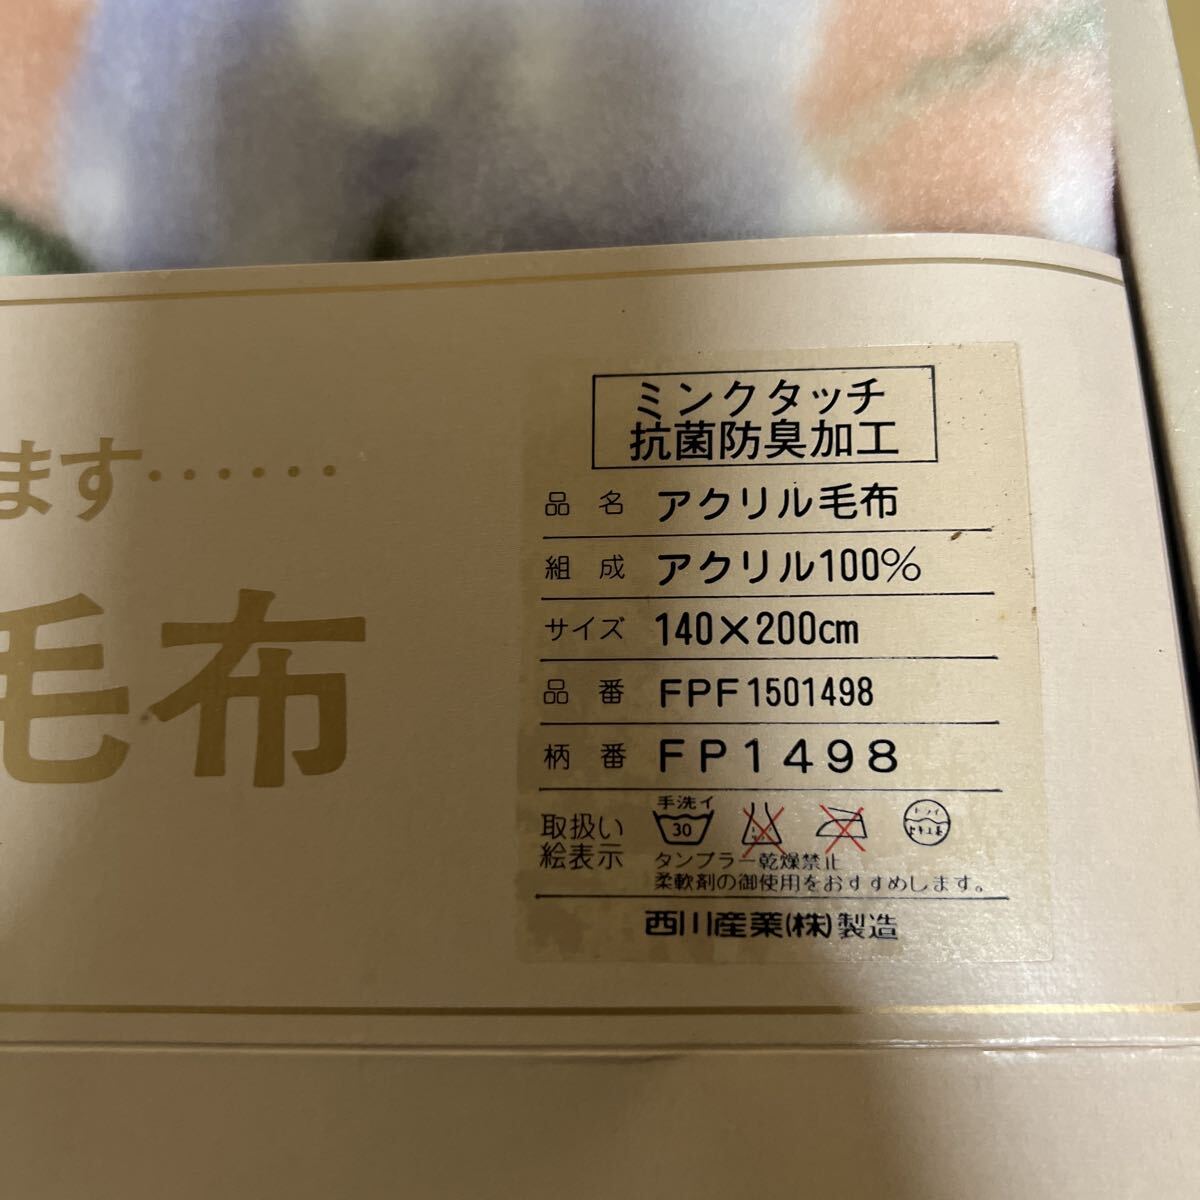 ます……
毛布
ミンクタッチ
抗菌防臭加工
品名 アクリル毛布
組成 アクリル100%
サイズ 140×200cm
品番 FPF1501498
柄番 FP1498
取扱い
絵表示
手洗イ
30
ドライ
タンブラー乾燥禁止
柔軟剤の御使用をおすすめします。
西川産業(株)製造